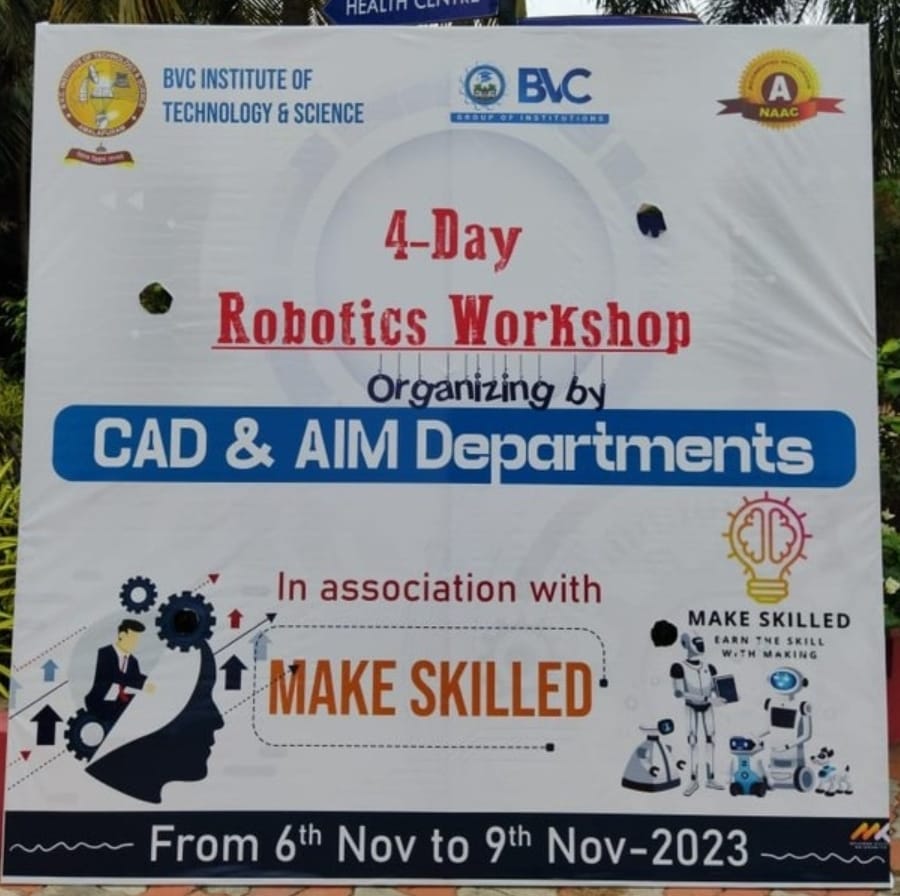 HEALTH CENTRE
BVC INSTITUTE OF
TECHNOLOGY & SCIENCE
BVC
GROUP OF INSTITUTIONS
A
NAAC
AMALAPURAM
4-Day
Robotics Workshop
Organizing by
CAD & AIM Departments
In association with
MAKE SKILLED
MAKE SKILLED
EARN THE SKILL
WITH MAKING
From 6th Nov to 9th Nov-2023